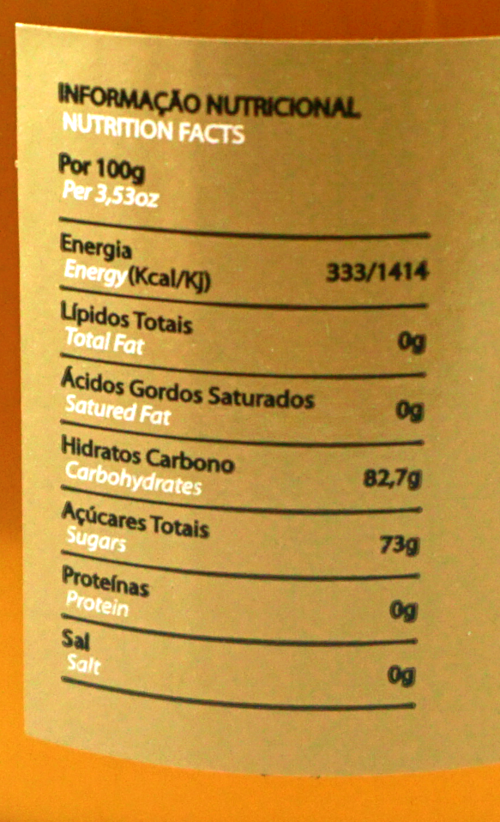 INFORMAÇÃO NUTRICIONAL
NUTRITION FACTS
Por 100g
Per 3,53oz
Energia
Energy(Kcal/Kj) 333/1414
Lípidos Totais
Total Fat 0g
Ácidos Gordos Saturados
Satured Fat 0g
Hidratos Carbono
Carbohydrates 82,7g
Açúcares Totais
Sugars 73g
Proteínas
Protein 0g
Sal
Salt 0g